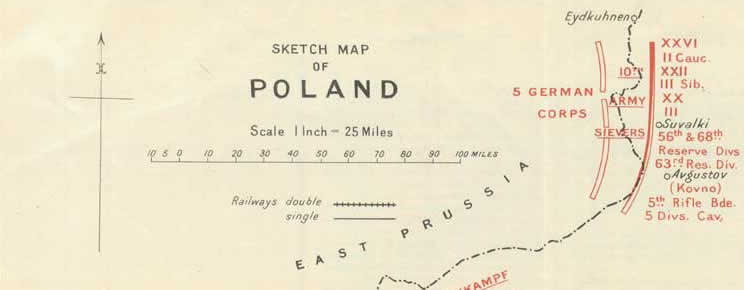 Eydkuhnen
SKETCH MAP
OF
POLAND
Scale 1 Inch = 25 Miles
10 5 0 10 20 30 40 50 60 70 80 90 100 MILES
Railways double
single
EAST PRUSSIA
5 GERMAN
CORPS
10TH
ARMY
SIEVERS
XXVI
II Cauc.
XXII
III Sib.
XX
III
Suvalki
56th & 68th
Reserve Divs
63rd Res. Div.
Avgustov
(Kovno)
5th Rifle Bde.
5 Divs. Cav,
KAMPF